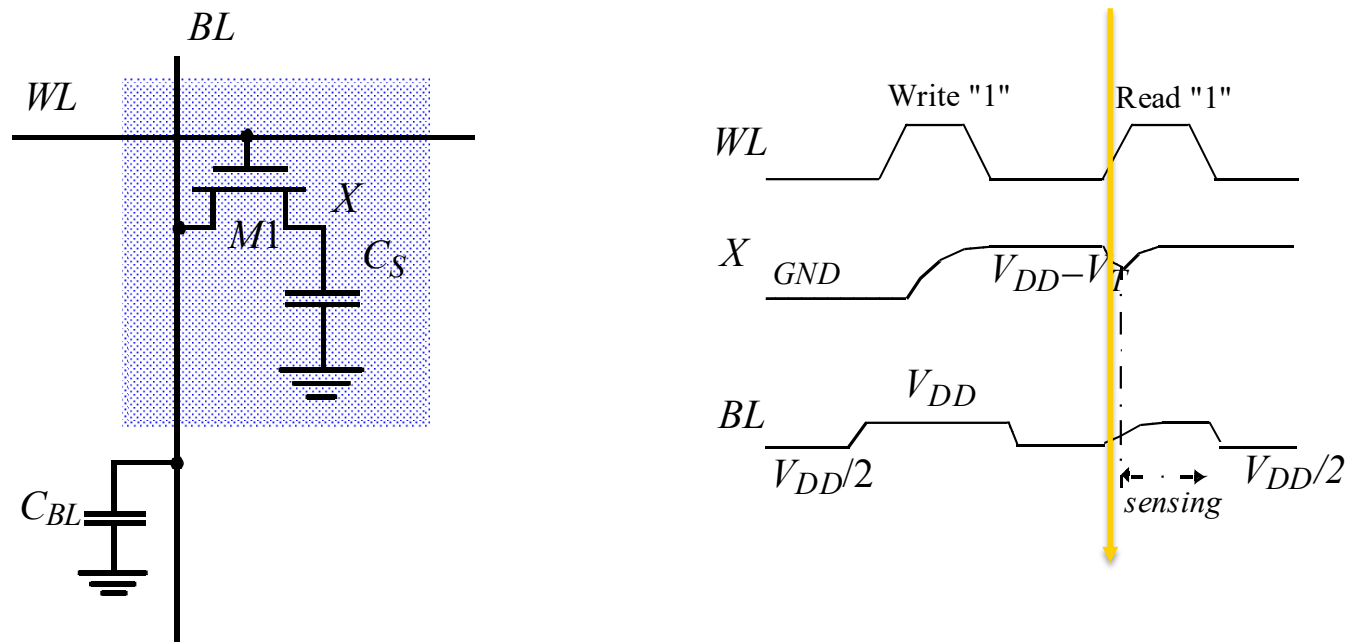 BL
WL
X
M1
C_S
C_BL
Write "1"
Read "1"
WL
X
GND
V_DD−V_T
BL
V_DD
V_DD/2
V_DD/2
sensing